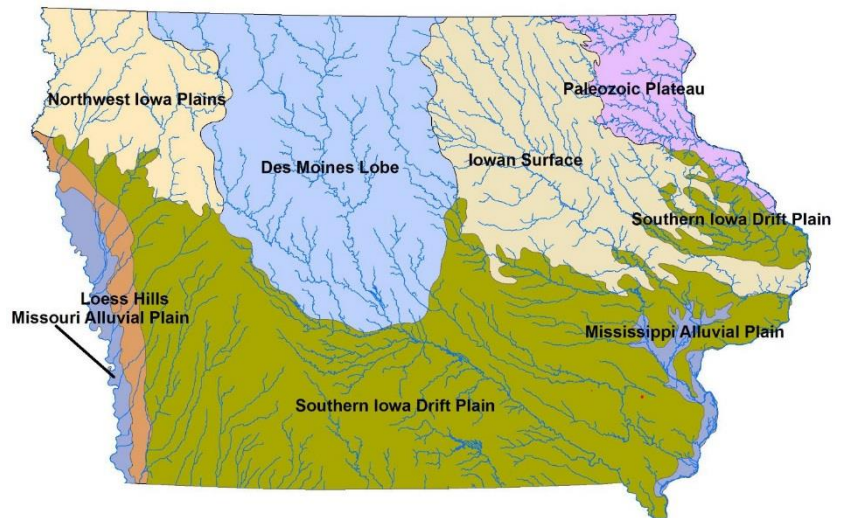 Paleozoic Plateau
Northwest Iowa Plains
Iowan Surface
Des Moines Lobe
Southern Iowa Drift Plain
Loess Hills
Missouri Alluvial Plain
Mississippi Alluvial Plain
Southern Iowa Drift Plain